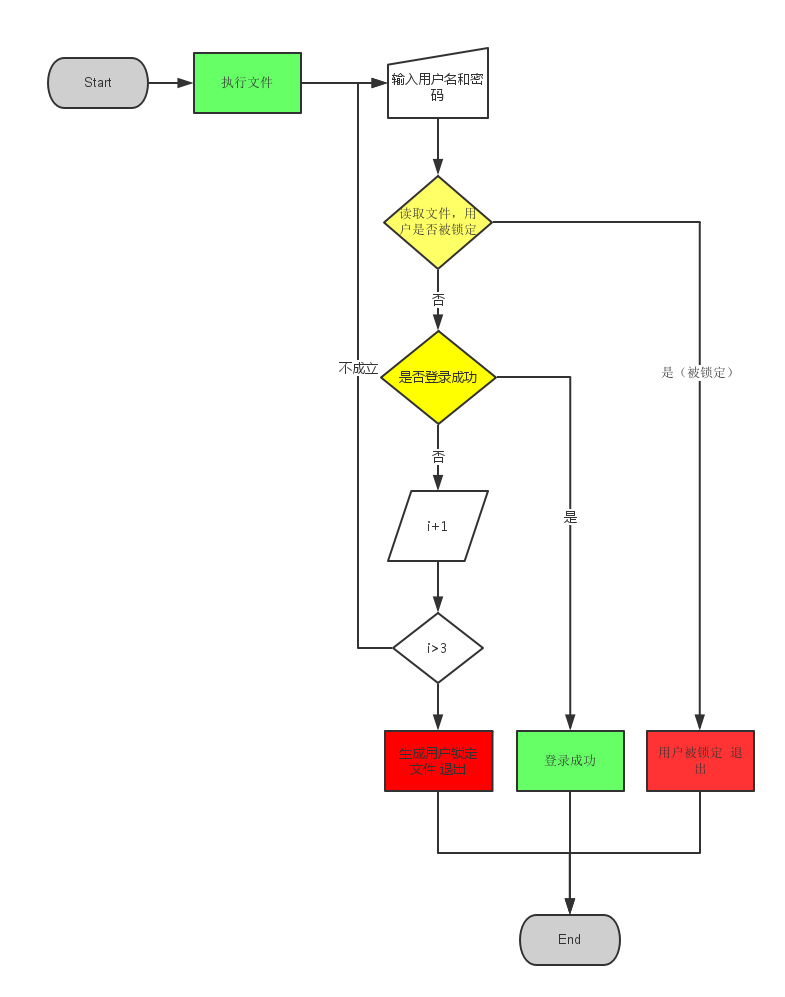 Start
执行文件
输入用户名和密
码
读取文件，用
户是否被锁定
否
不成立
是否登录成功
是（被锁定）
否
是
i+1
i>3
生成用户锁定
文件 退出
登录成功
用户被锁定 退
出
End